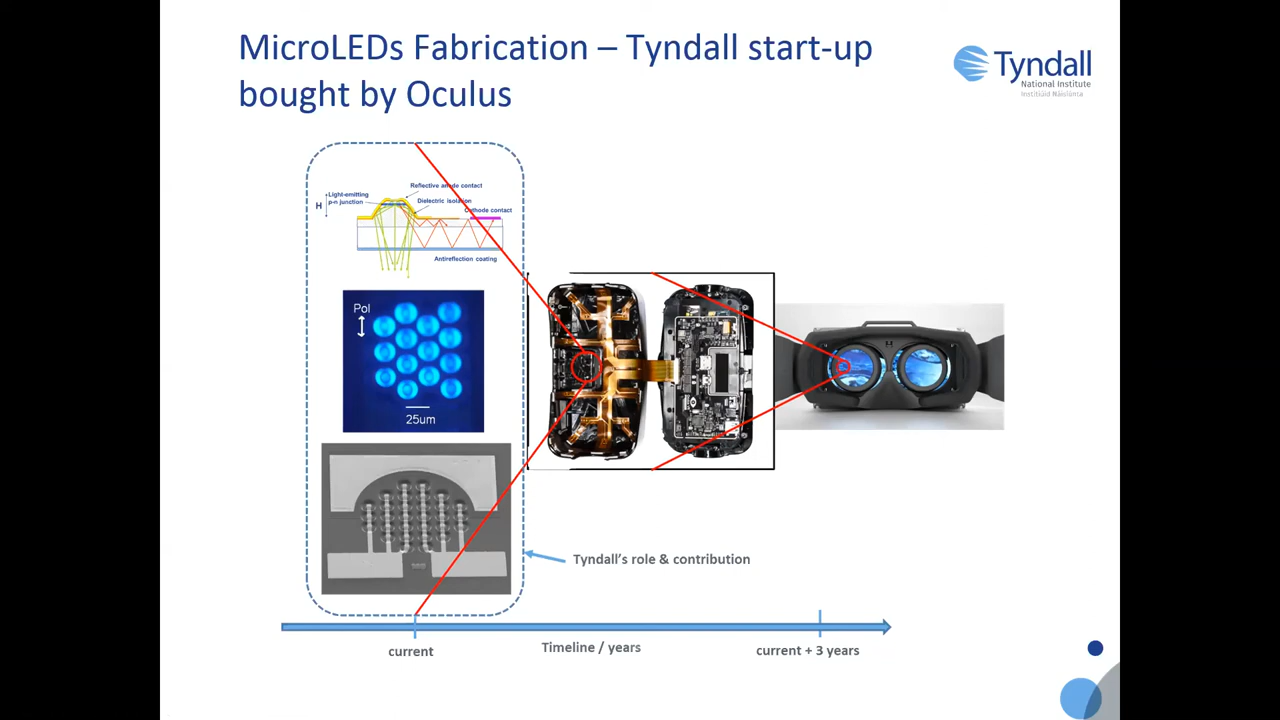 MicroLEDs Fabrication – Tyndall start-up
bought by Oculus
Tyndall
National Institute
Institiúid Náisiúnta
Reflective anode contact
Light-emitting
p-n junction
H
Dielectric isolation
Cathode contact
Antireflection coating
Pol
25um
Tyndall's role & contribution
current
Timeline / years
current + 3 years